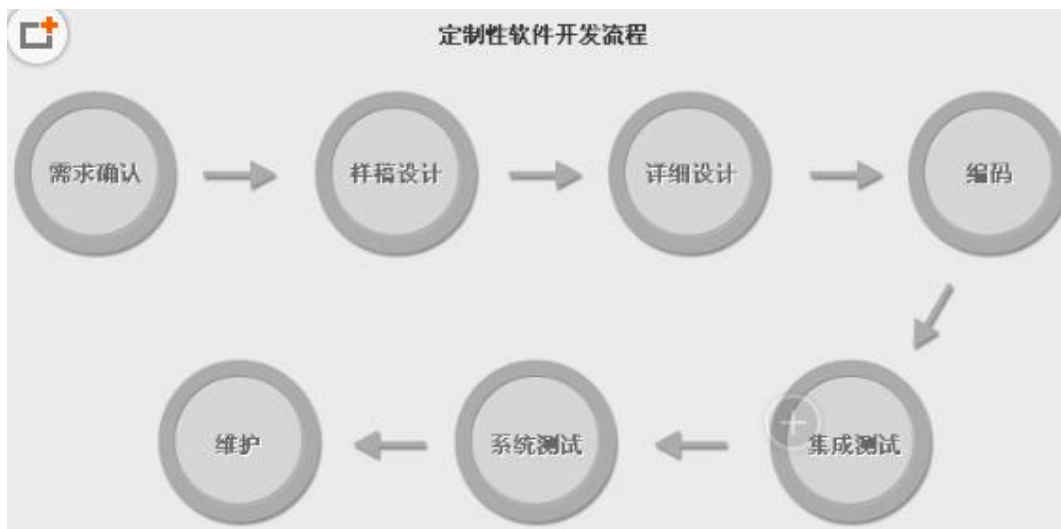 定制性软件开发流程
需求确认
样稿设计
详细设计
编码
集成测试
系统测试
维护